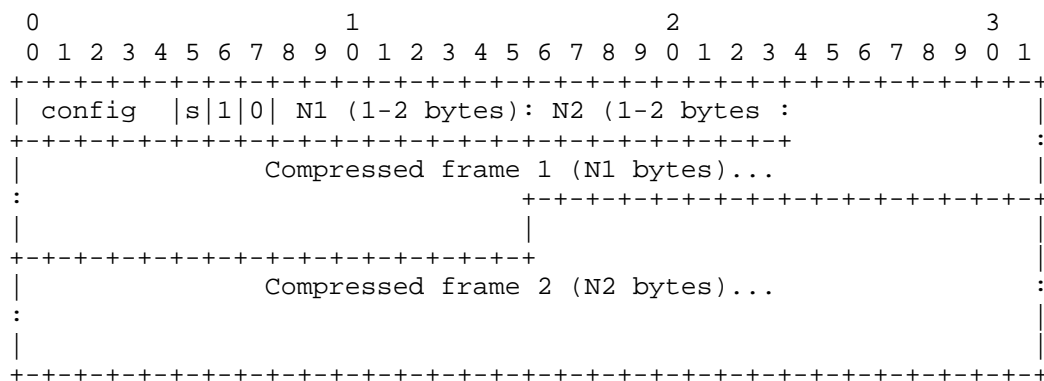 0                   1                   2                   3
 0 1 2 3 4 5 6 7 8 9 0 1 2 3 4 5 6 7 8 9 0 1 2 3 4 5 6 7 8 9 0 1
+-+-+-+-+-+-+-+-+-+-+-+-+-+-+-+-+-+-+-+-+-+-+-+-+-+-+-+-+-+-+-+-+
| config  |s|1|0| N1 (1-2 bytes): N2 (1-2 bytes :               |
+-+-+-+-+-+-+-+-+-+-+-+-+-+-+-+-+-+-+-+-+-+-+-+-+               :
|               Compressed frame 1 (N1 bytes)...                |
:                               +-+-+-+-+-+-+-+-+-+-+-+-+-+-+-+-+
|                               |                               |
+-+-+-+-+-+-+-+-+-+-+-+-+-+-+-+-+                               |
|               Compressed frame 2 (N2 bytes)...                :
:                                                               |
|                                                               |
+-+-+-+-+-+-+-+-+-+-+-+-+-+-+-+-+-+-+-+-+-+-+-+-+-+-+-+-+-+-+-+-+